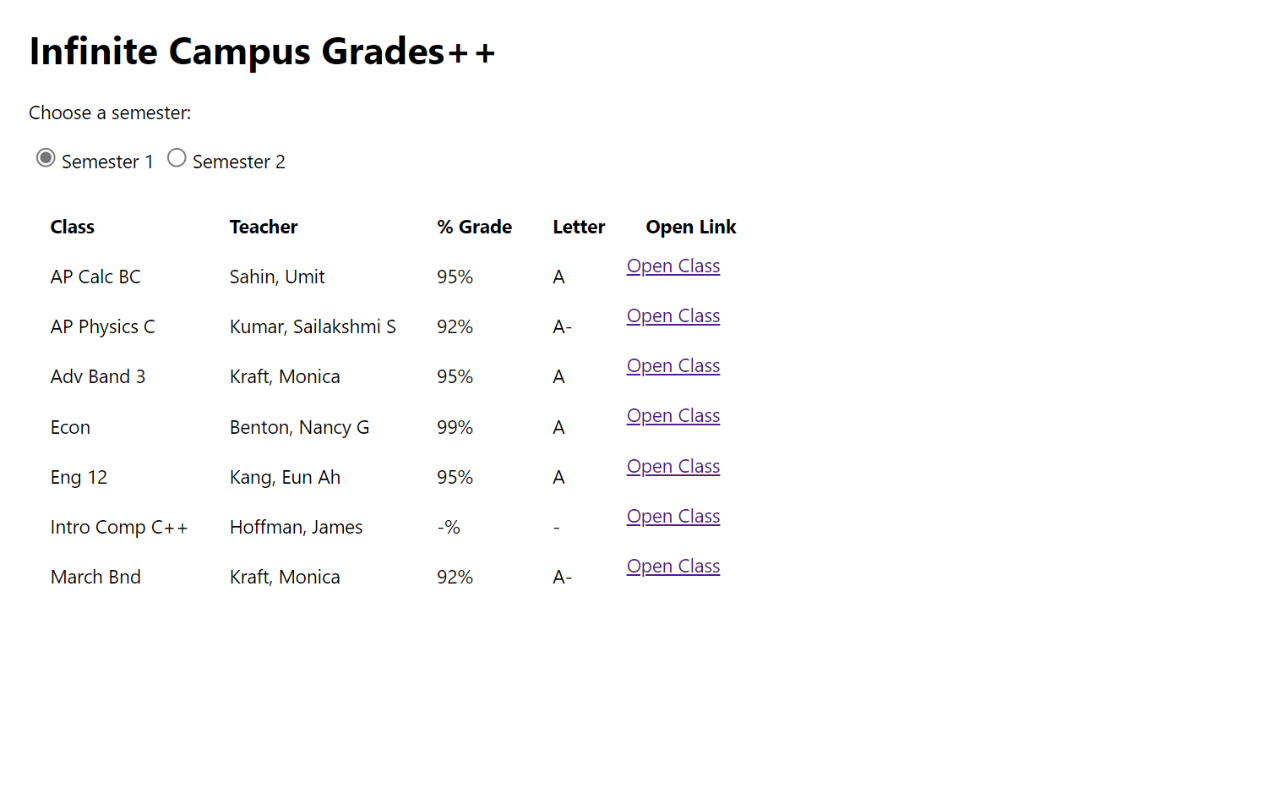 Infinite Campus Grades++
Choose a semester:
Semester 1 Semester 2
Class Teacher % Grade Letter Open Link
AP Calc BC Sahin, Umit 95% A Open Class
AP Physics C Kumar, Sailakshmi S 92% A- Open Class
Adv Band 3 Kraft, Monica 95% A Open Class
Econ Benton, Nancy G 99% A Open Class
Eng 12 Kang, Eun Ah 95% A Open Class
Intro Comp C++ Hoffman, James -% - Open Class
March Bnd Kraft, Monica 92% A- Open Class